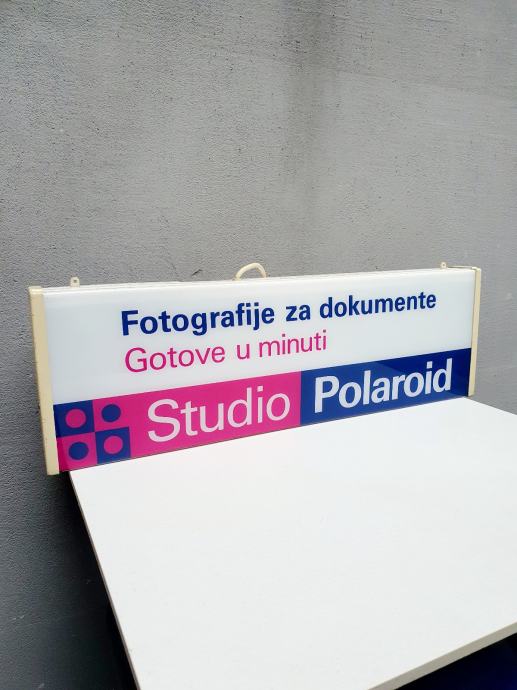 Fotografije za dokumente
Gotove u minuti
Studio Polaroid